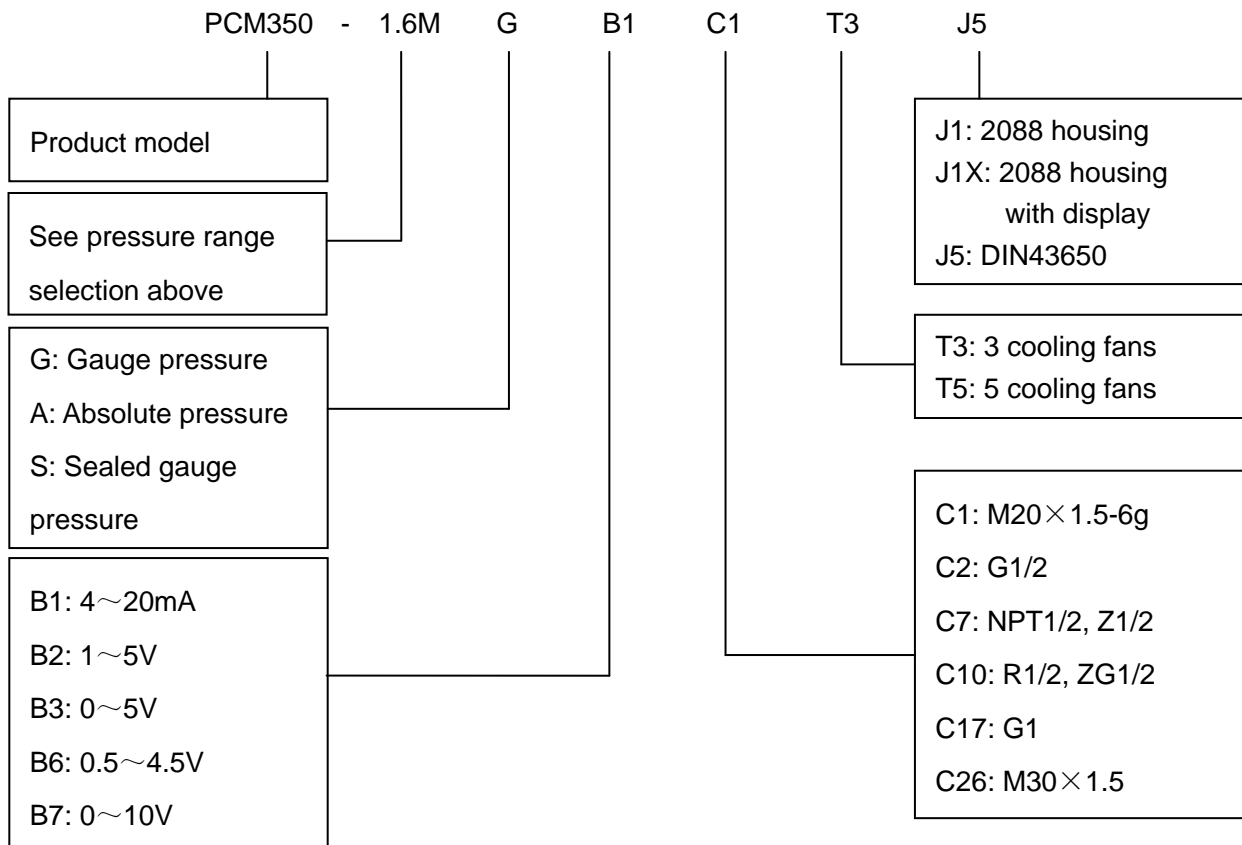 PCM350 - 1.6M G B1 C1 T3 J5
Product model
See pressure range
selection above
G: Gauge pressure
A: Absolute pressure
S: Sealed gauge
pressure
B1: 4～20mA
B2: 1～5V
B3: 0～5V
B6: 0.5～4.5V
B7: 0～10V
J1: 2088 housing
J1X: 2088 housing
with display
J5: DIN43650
T3: 3 cooling fans
T5: 5 cooling fans
C1: M20×1.5-6g
C2: G1/2
C7: NPT1/2, Z1/2
C10: R1/2, ZG1/2
C17: G1
C26: M30×1.5